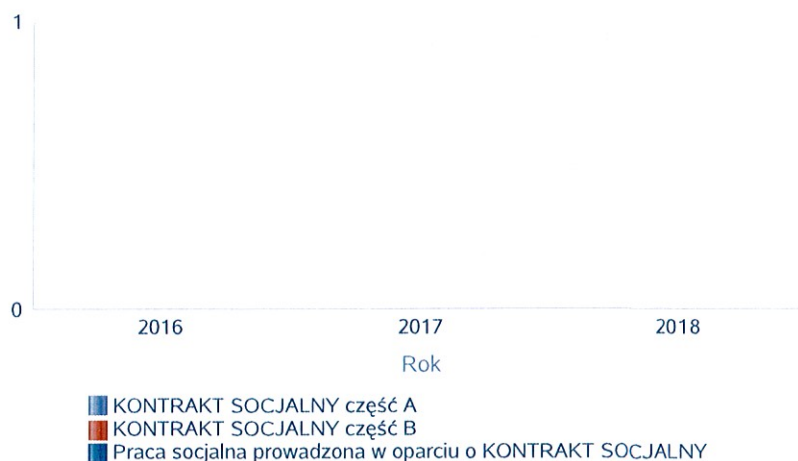 1
0
2016 2017 2018
Rok
KONTRAKT SOCJALNY część A
KONTRAKT SOCJALNY część B
Praca socjalna prowadzona w oparciu o KONTRAKT SOCJALNY